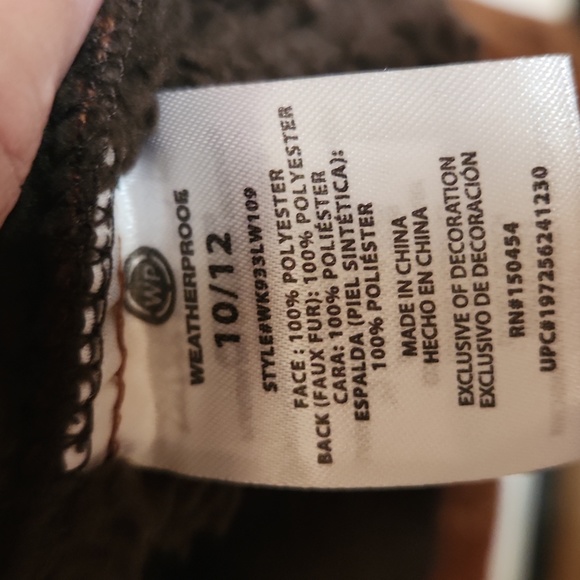 WP
WEATHERPROOF
10/12
STYLE#WK933LW109
FACE: 100% POLYESTER
BACK (FAUX FUR): 100% POLYESTER
CARA: 100% POLIÉSTER
ESPALDA (PIEL SINTÉTICA):
100% POLIÉSTER
MADE IN CHINA
HECHO EN CHINA
EXCLUSIVE OF DECORATION
EXCLUSIVO DE DECORACIÓN
RN#150454
UPC#197256241230